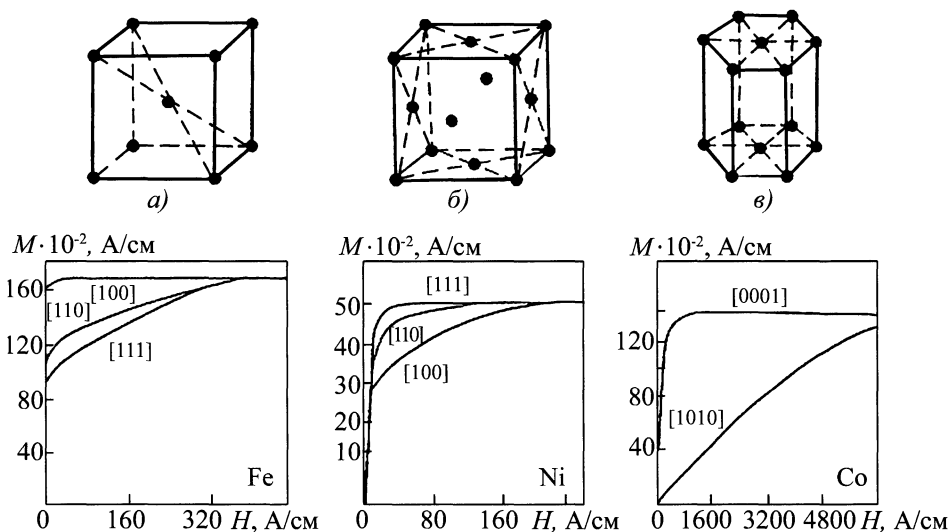 а) б) в)
M·10⁻², А/см M·10⁻², А/см M·10⁻², А/см
160
120
80
40
[100]
[110]
[111]
Fe
0 160 320 H, А/см
50
40
30
20
10
[111]
[110]
[100]
Ni
0 80 160 H, А/см
120
80
40
[0001]
[1010]
Co
0 1600 3200 4800 H, А/см